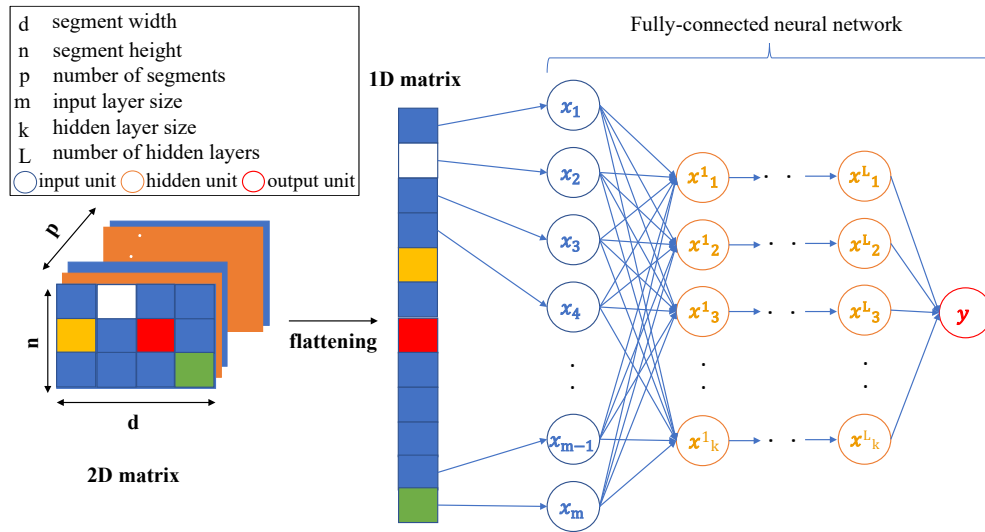 d segment width
n segment height
p number of segments
m input layer size
k hidden layer size
L number of hidden layers
input unit hidden unit output unit
Fully-connected neural network
1D matrix
p
n
d
2D matrix
flattening
x₁
x₂
x₃
x₄
xₘ₋₁
xₘ
x¹₁
x¹₂
x¹₃
x¹ₖ
xᴸ₁
xᴸ₂
xᴸ₃
xᴸₖ
y